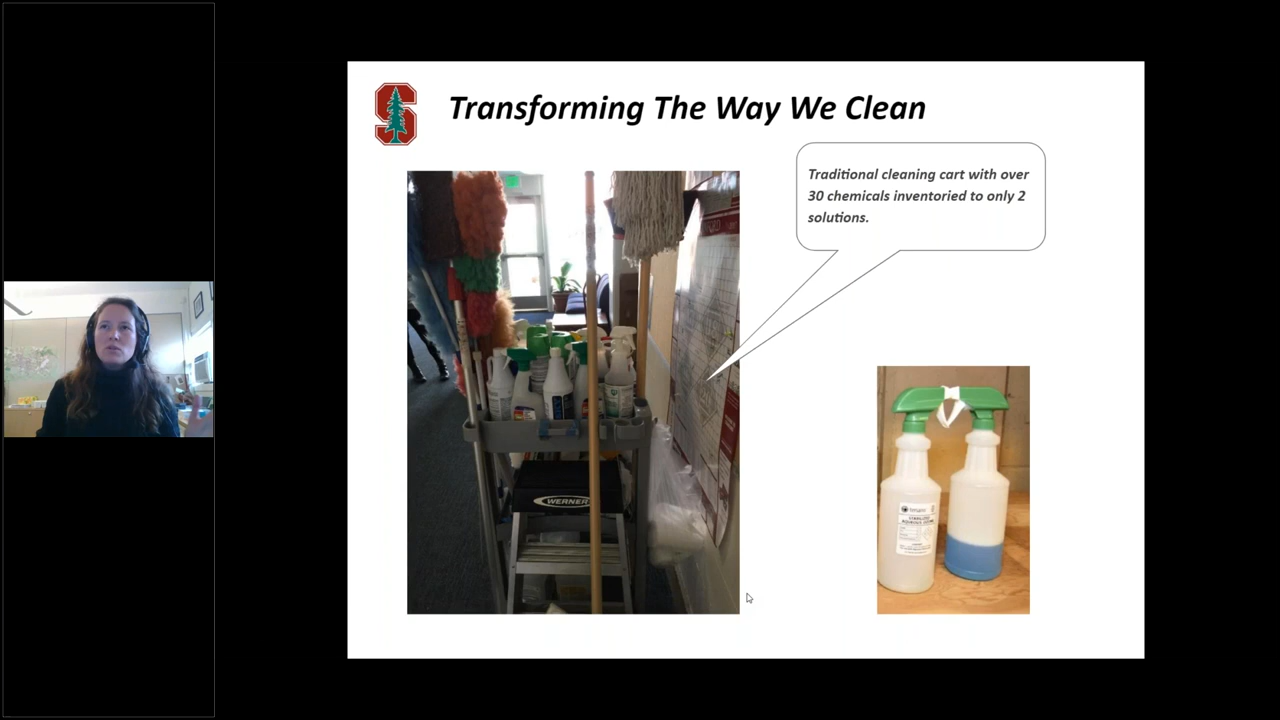 Transforming The Way We Clean
Traditional cleaning cart with over
30 chemicals inventoried to only 2
solutions.
WERNER